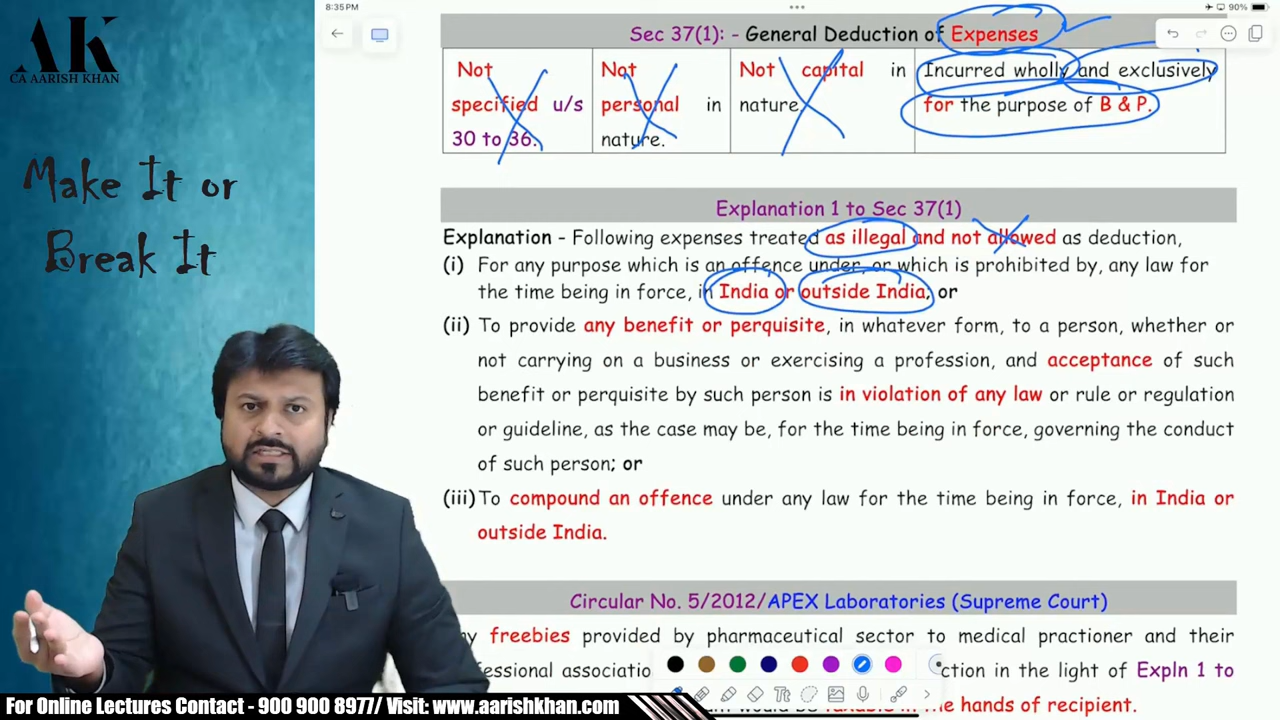 8:35 PM
90%
AK
CA AARISH KHAN
Make It or
Break It
Sec 37(1): - General Deduction of Expenses
Not specified u/s 30 to 36.
Not personal in nature.
Not capital in nature.
Incurred wholly and exclusively for the purpose of B & P.
Explanation 1 to Sec 37(1)
Explanation - Following expenses treated as illegal and not allowed as deduction,
(i) For any purpose which is an offence under, or which is prohibited by, any law for
the time being in force, in India or outside India; or
(ii) To provide any benefit or perquisite, in whatever form, to a person, whether or
not carrying on a business or exercising a profession, and acceptance of such
benefit or perquisite by such person is in violation of any law or rule or regulation
or guideline, as the case may be, for the time being in force, governing the conduct
of such person; or
(iii) To compound an offence under any law for the time being in force, in India or
outside India.
Circular No. 5/2012/APEX Laboratories (Supreme Court)
freebies provided by pharmaceutical sector to medical practioner and their
in the light of Expln 1 to
the hands of recipient.
For Online Lectures Contact - 900 900 8977/ Visit: www.aarishkhan.com